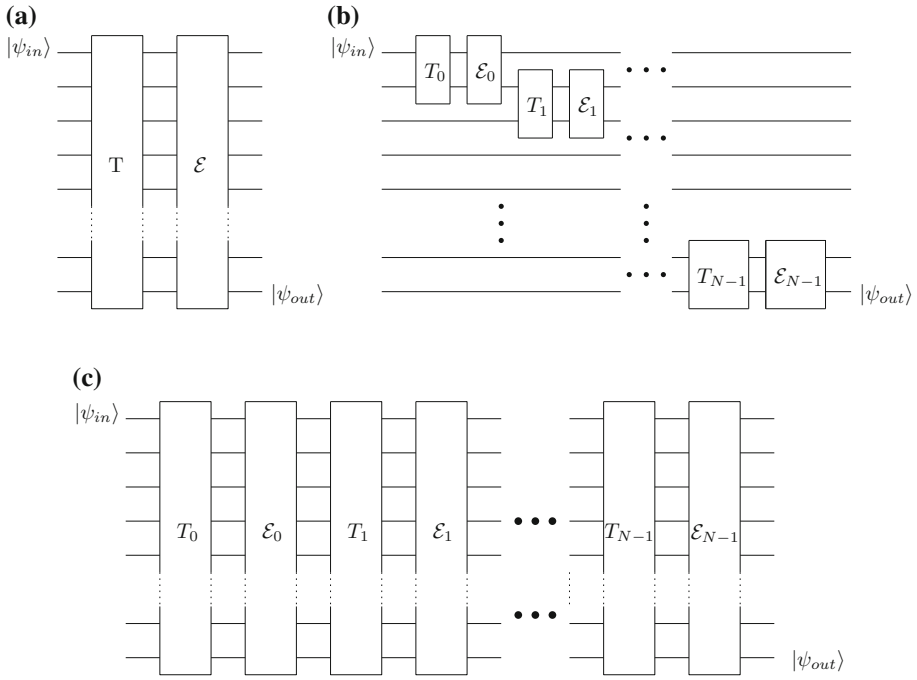 (a)
|ψ_in⟩
T
ℰ
|ψ_out⟩
(b)
|ψ_in⟩
T_0
ℰ_0
T_1
ℰ_1
T_{N−1}
ℰ_{N−1}
|ψ_out⟩
(c)
|ψ_in⟩
T_0
ℰ_0
T_1
ℰ_1
T_{N−1}
ℰ_{N−1}
|ψ_out⟩